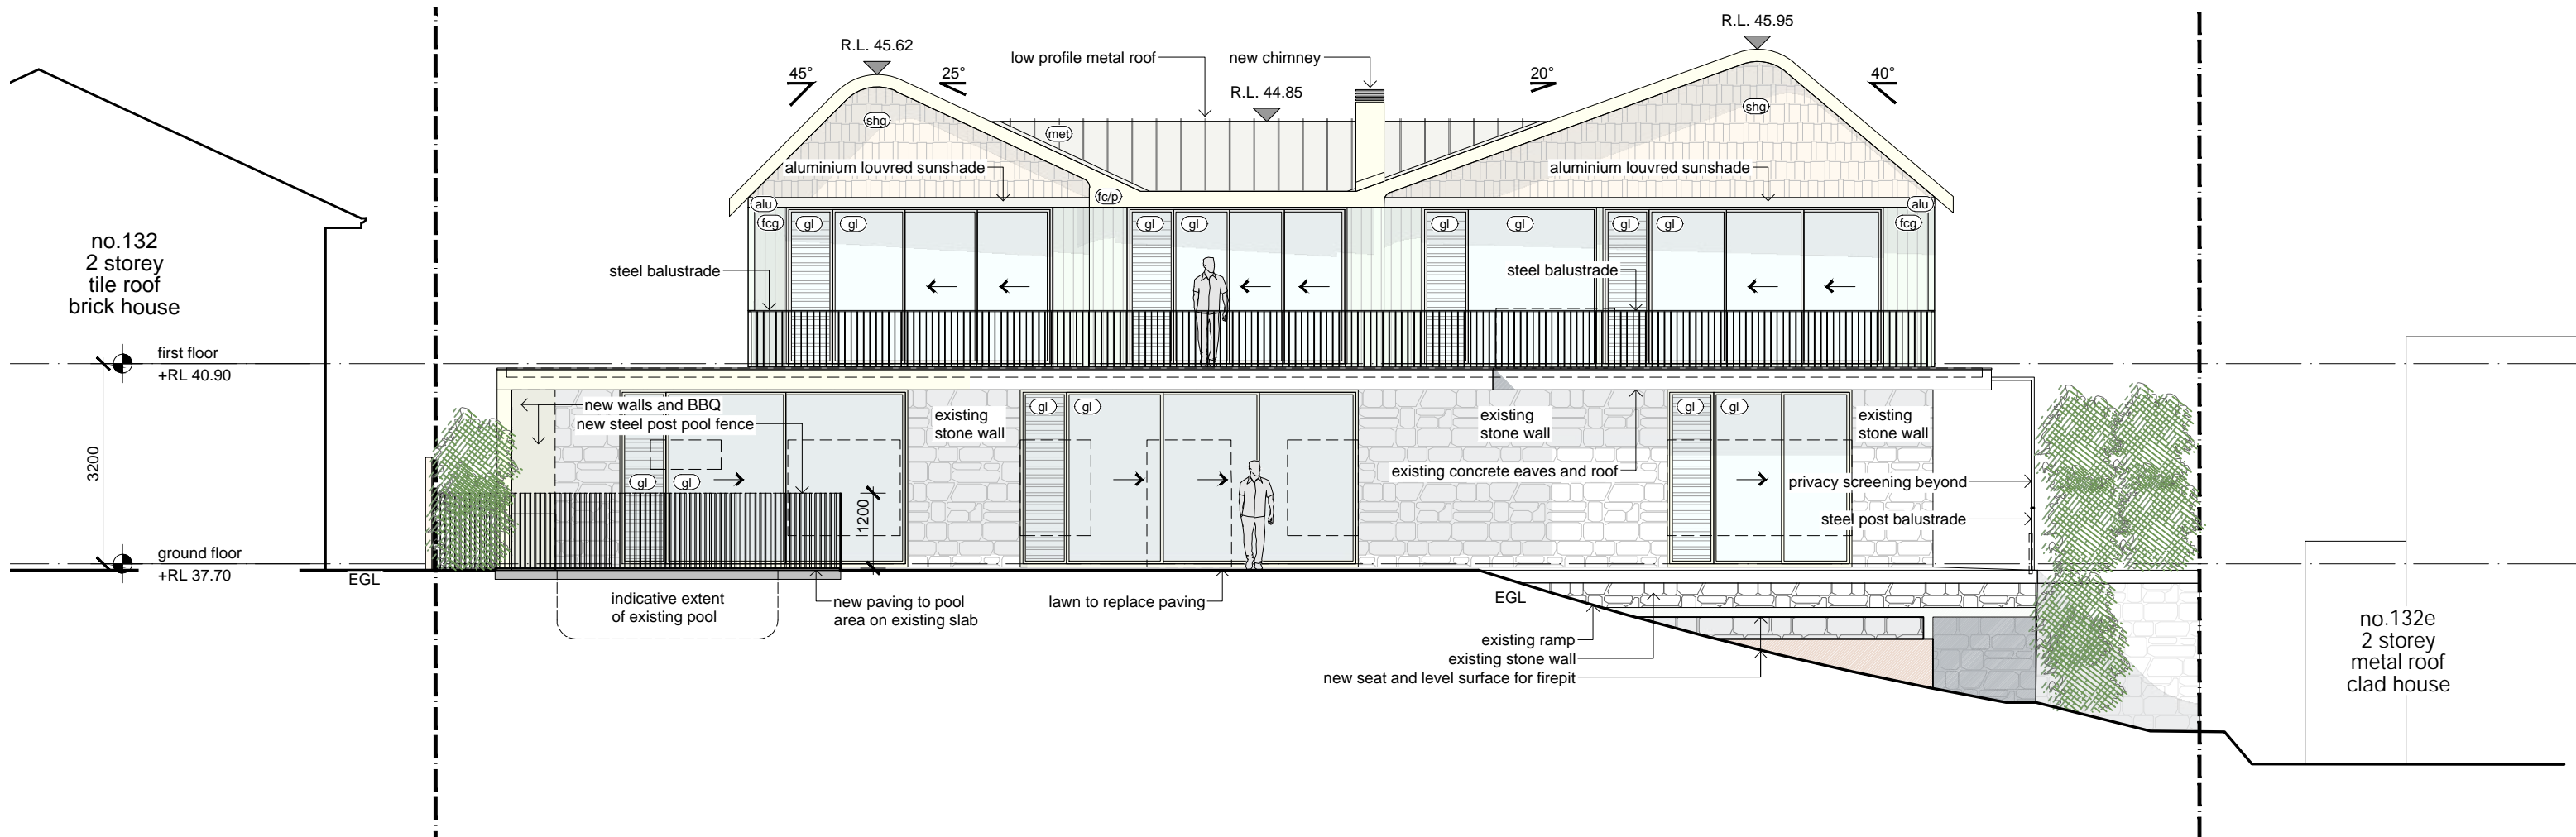 R.L. 45.95
R.L. 45.62
low profile metal roof
new chimney
45°
25°
R.L. 44.85
20°
40°
shg
met
shg
aluminium louvred sunshade
aluminium louvred sunshade
alu
fc/p
alu
fcg
gl
gl
gl
gl
gl
gl
gl
gl
fcg
no.132
2 storey
tile roof
brick house
steel balustrade
steel balustrade
first floor
+RL 40.90
3200
new walls and BBQ
new steel post pool fence
existing
stone wall
gl
gl
existing
stone wall
gl
gl
existing
stone wall
existing concrete eaves and roof
gl
gl
privacy screening beyond
1200
steel post balustrade
ground floor
+RL 37.70
EGL
indicative extent
of existing pool
new paving to pool
area on existing slab
lawn to replace paving
EGL
existing ramp
existing stone wall
new seat and level surface for firepit
no.132e
2 storey
metal roof
clad house